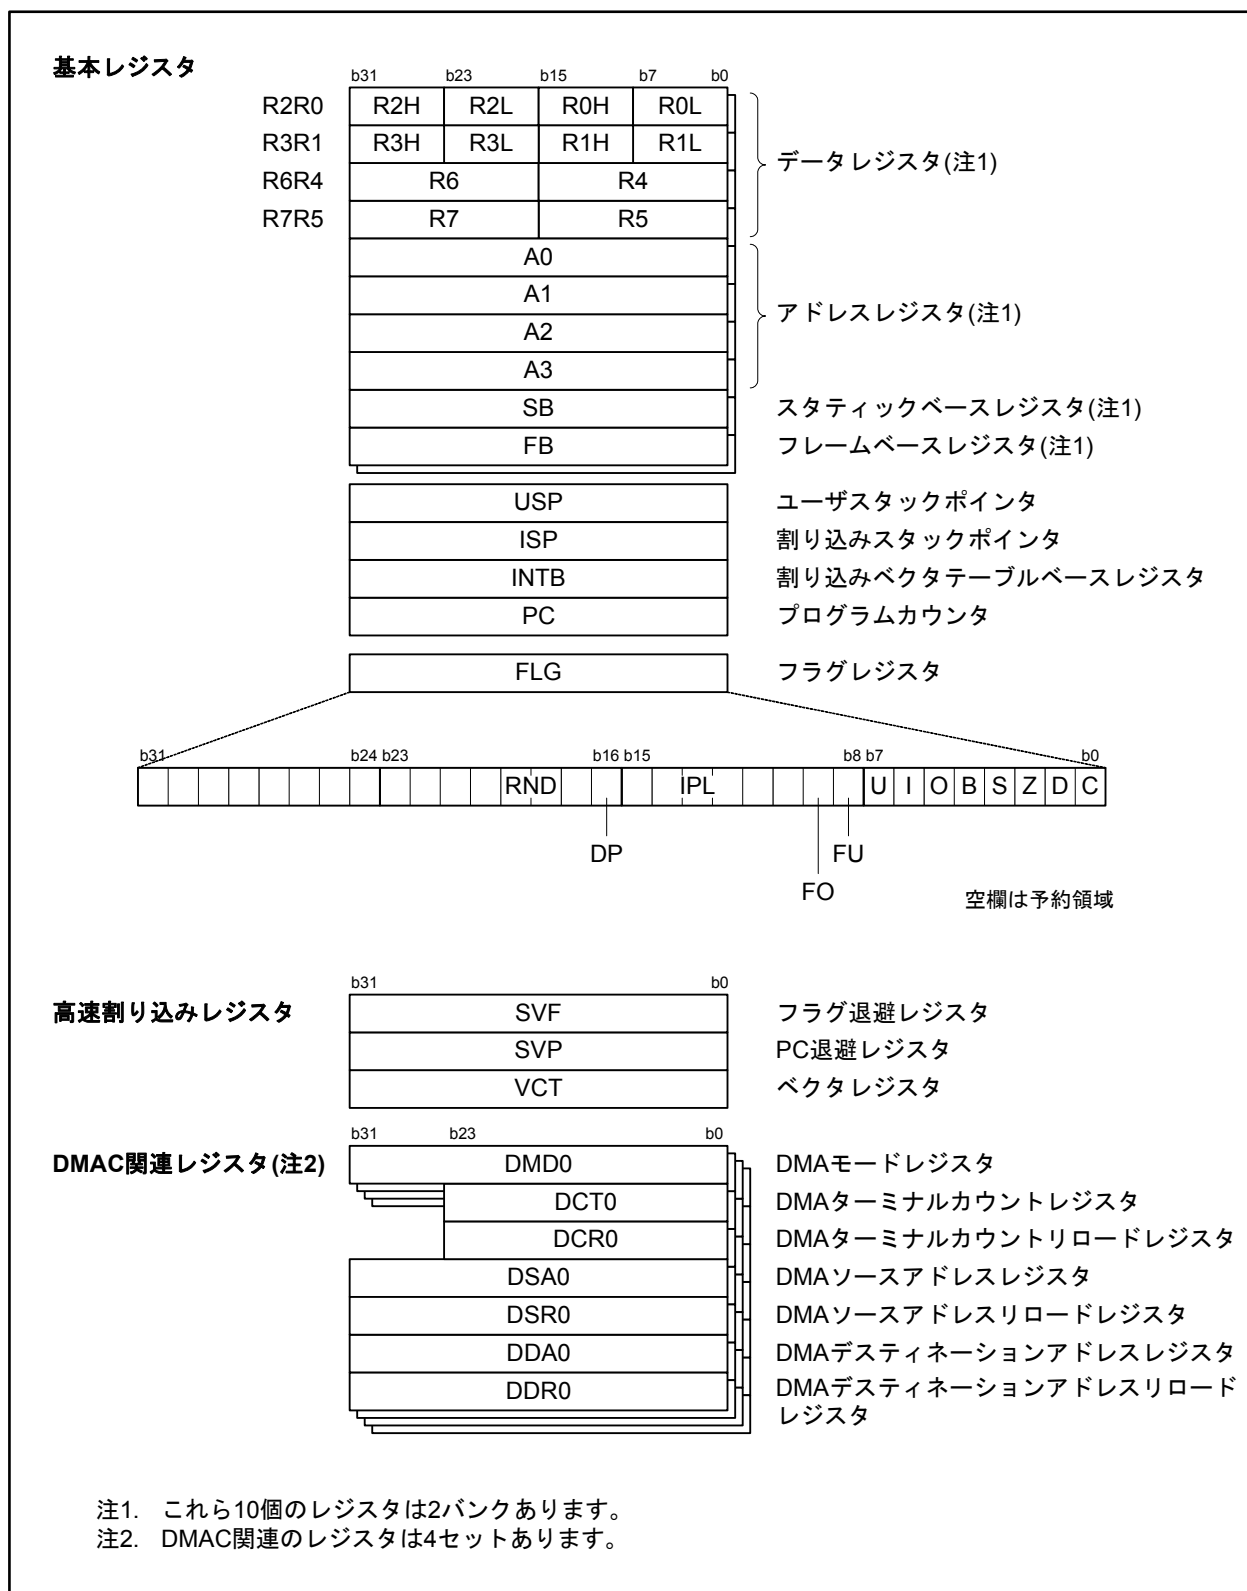 基本レジスタ
b31 b23 b15 b7 b0
R2R0 R2H R2L R0H R0L
R3R1 R3H R3L R1H R1L
データレジスタ(注1)
R6R4 R6 R4
R7R5 R7 R5
A0
A1
アドレスレジスタ(注1)
A2
A3
SB スタティックベースレジスタ(注1)
FB フレームベースレジスタ(注1)
USP ユーザスタックポインタ
ISP 割り込みスタックポインタ
INTB 割り込みベクタテーブルベースレジスタ
PC プログラムカウンタ
FLG フラグレジスタ
b31 b24 b23 b16 b15 b8 b7 b0
RND IPL U I O B S Z D C
DP FU
FO
空欄は予約領域
b31 b0
高速割り込みレジスタ SVF フラグ退避レジスタ
SVP PC退避レジスタ
VCT ベクタレジスタ
b31 b23 b0
DMAC関連レジスタ(注2) DMD0 DMAモードレジスタ
DCT0 DMAターミナルカウントレジスタ
DCR0 DMAターミナルカウントリロードレジスタ
DSA0 DMAソースアドレスレジスタ
DSR0 DMAソースアドレスリロードレジスタ
DDA0 DMAデスティネーションアドレスレジスタ
DDR0 DMAデスティネーションアドレスリロード
レジスタ
注1. これら10個のレジスタは2バンクあります。
注2. DMAC関連のレジスタは4セットあります。